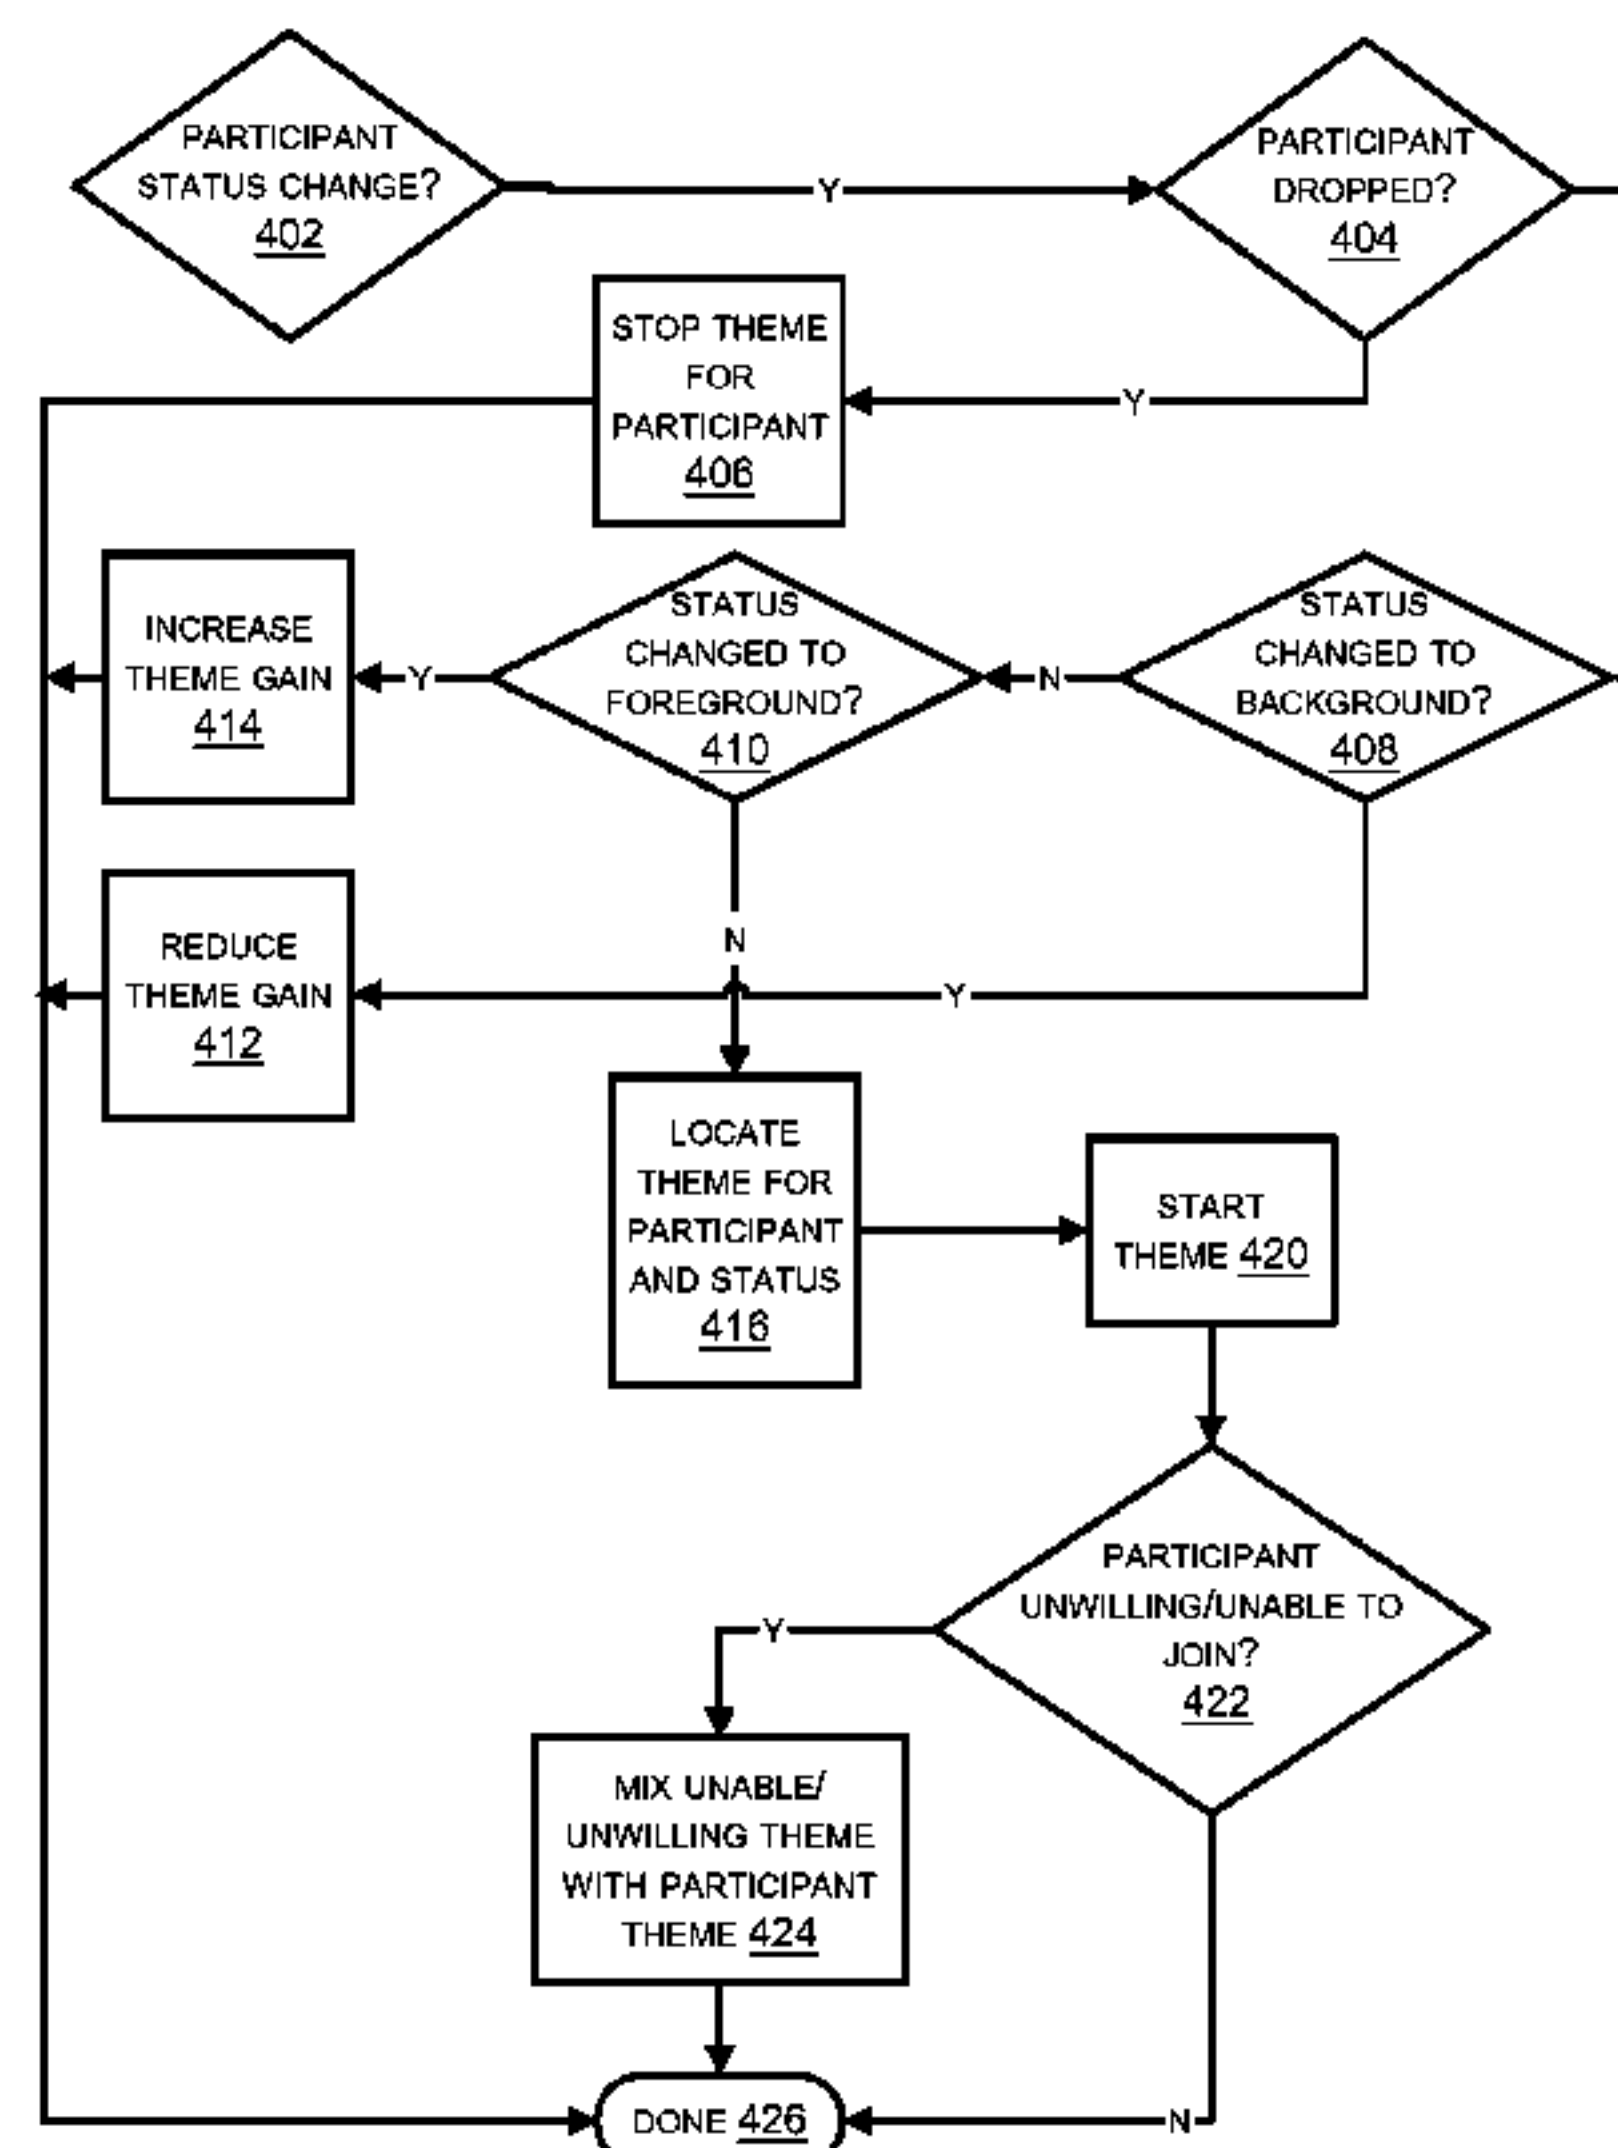 PARTICIPANT
STATUS CHANGE?
402
Y
PARTICIPANT
DROPPED?
404
STOP THEME
FOR
PARTICIPANT
406
Y
INCREASE
THEME GAIN
414
Y
STATUS
CHANGED TO
FOREGROUND?
410
N
STATUS
CHANGED TO
BACKGROUND?
408
N
REDUCE
THEME GAIN
412
Y
LOCATE
THEME FOR
PARTICIPANT
AND STATUS
416
START
THEME 420
PARTICIPANT
UNWILLING/UNABLE TO
JOIN?
422
Y
MIX UNABLE/
UNWILLING THEME
WITH PARTICIPANT
THEME 424
DONE 426
N